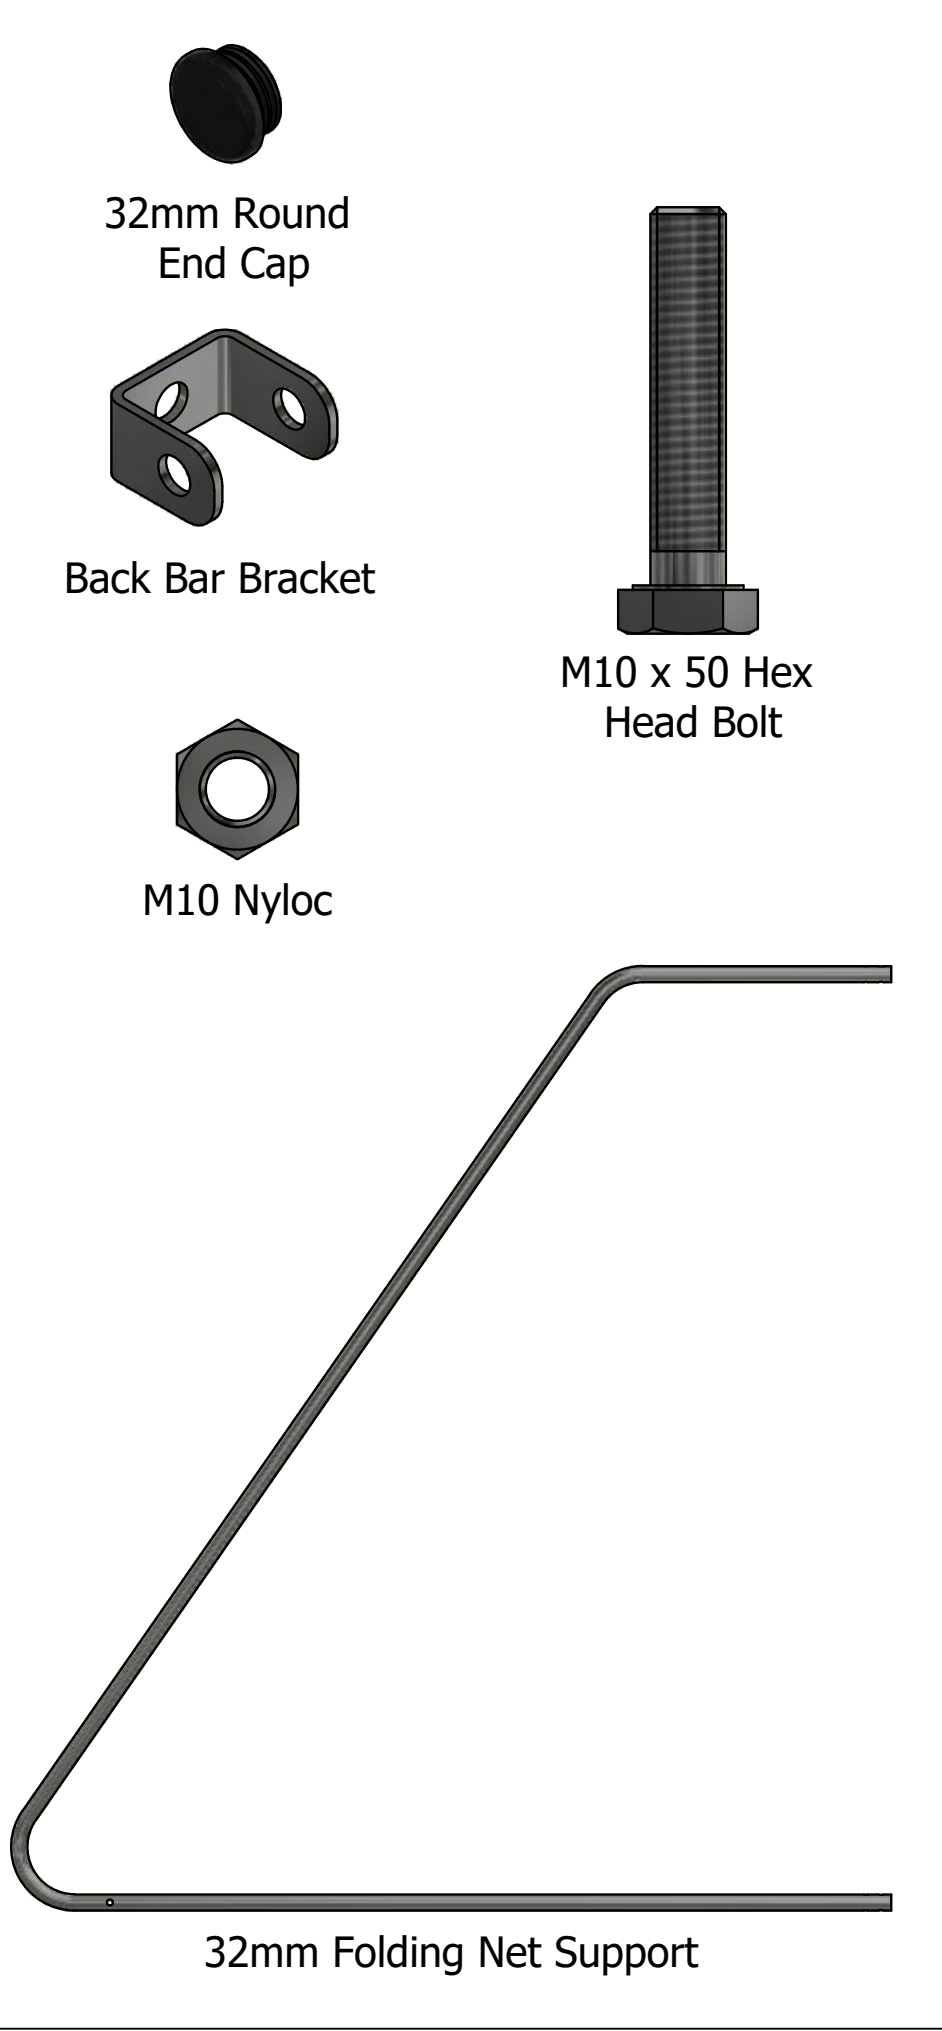 32mm Round
End Cap
Back Bar Bracket
M10 x 50 Hex
Head Bolt
M10 Nyloc
32mm Folding Net Support